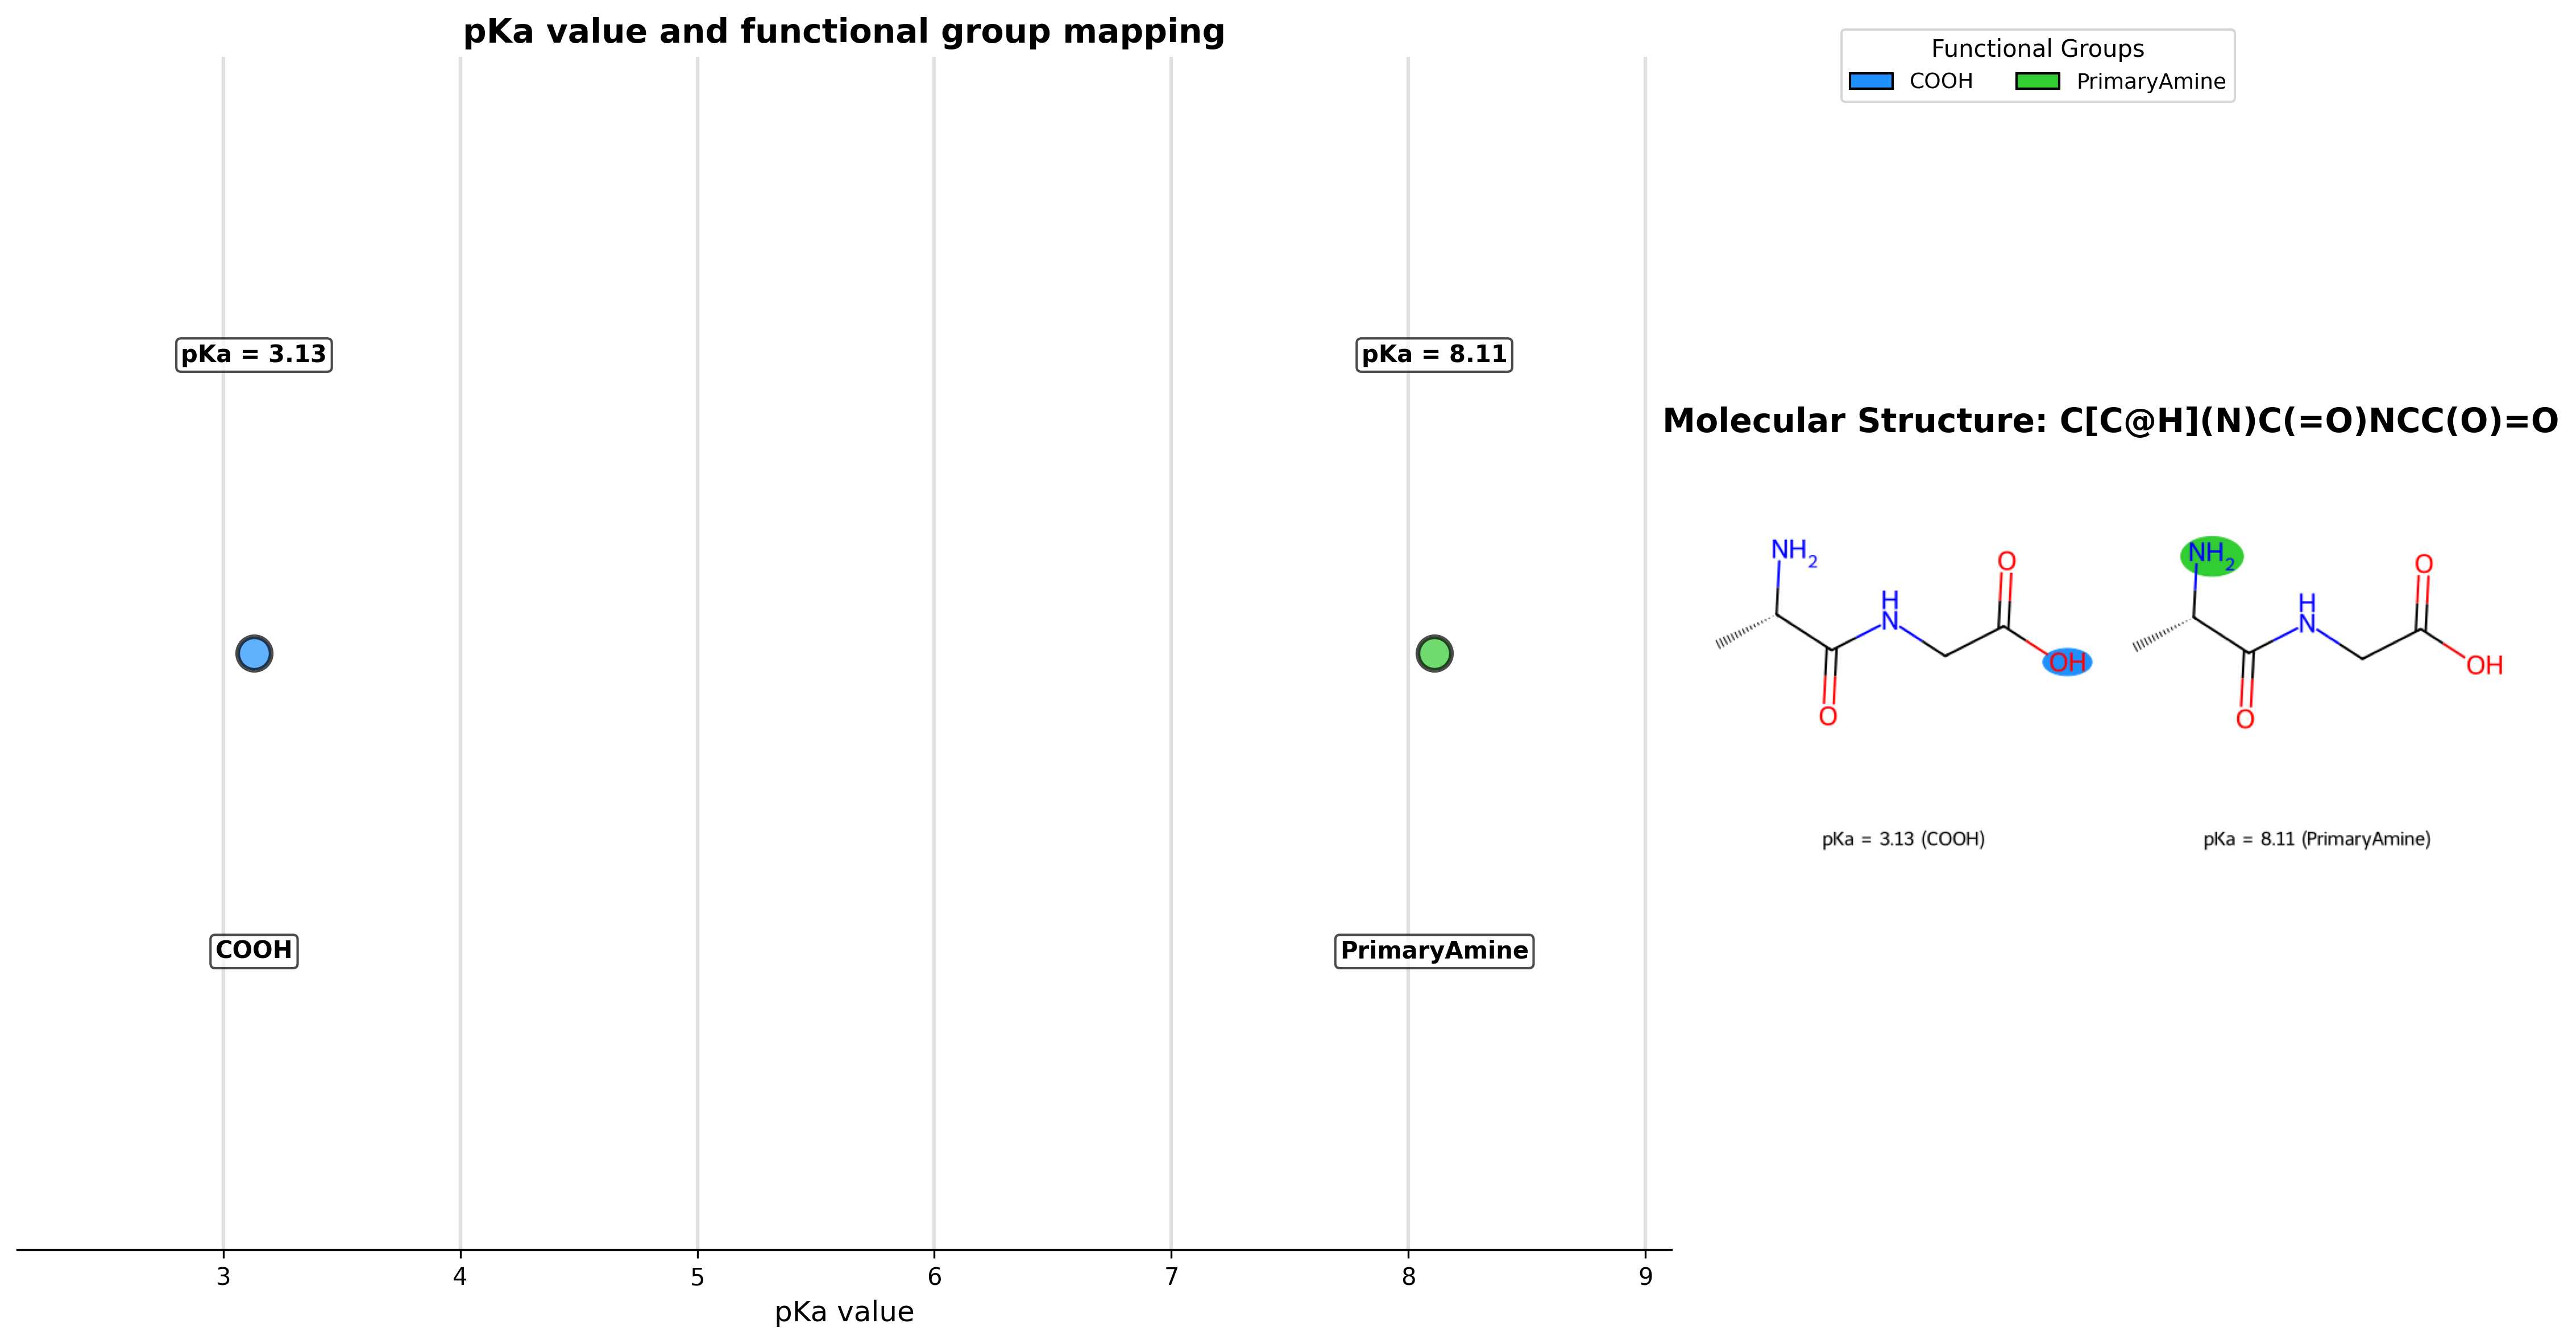 pKa value and functional group mapping
Functional Groups
COOH PrimaryAmine
pKa = 3.13 pKa = 8.11
COOH PrimaryAmine
3 4 5 6 7 8 9
pKa value
Molecular Structure: C[C@H](N)C(=O)NCC(O)=O
NH2 H N O O OH
NH2 H N O O OH
pKa = 3.13 (COOH) pKa = 8.11 (PrimaryAmine)